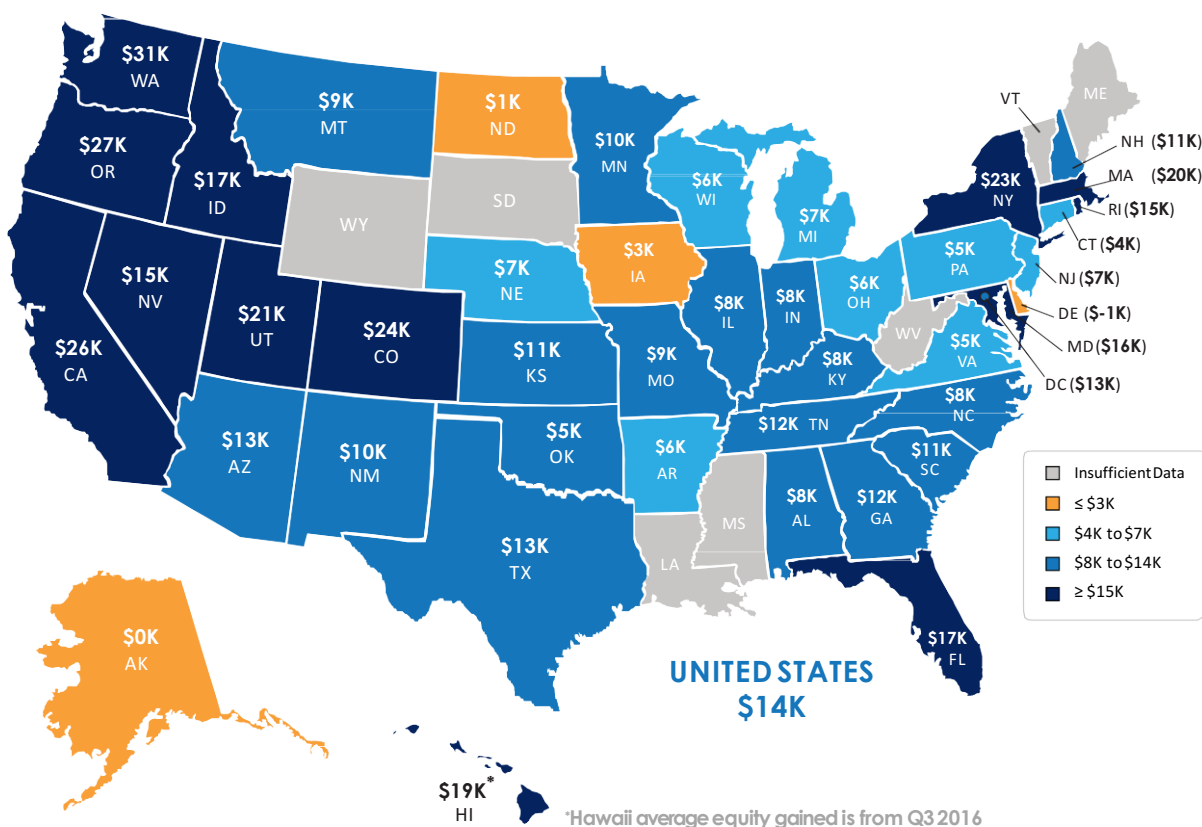 $31K
WA
$27K
OR
$17K
ID
$9K
MT
$1K
ND
$10K
MN
SD
WY
$6K
WI
$7K
MI
$23K
NY
VT
ME
NH ($11K)
MA ($20K)
RI ($15K)
CT ($4K)
NJ ($7K)
DE ($-1K)
MD ($16K)
DC ($13K)
$5K
PA
$6K
OH
WV
$5K
VA
$8K
IN
$8K
IL
$3K
IA
$7K
NE
$15K
NV
$21K
UT
$24K
CO
$26K
CA
$11K
KS
$9K
MO
$8K
KY
$8K
NC
$12K TN
$11K
SC
$12K
GA
$8K
AL
MS
LA
$6K
AR
$5K
OK
$10K
NM
$13K
AZ
$13K
TX
$17K
FL
$0K
AK
$19K*
HI
Insufficient Data
≤ $3K
$4K to $7K
$8K to $14K
≥ $15K
UNITED STATES
$14K
*Hawaii average equity gained is from Q3 2016